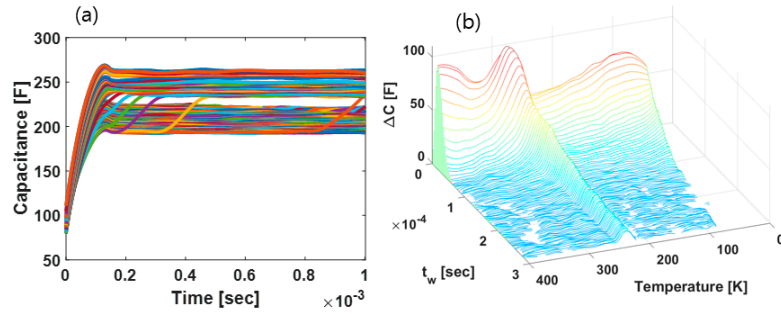 (a)
300
250
200
150
100
50
Capacitance [F]
0 0.2 0.4 0.6 0.8 1
Time [sec] ×10⁻³
(b)
100
50
0
ΔC [F]
0
1
2
3
×10⁻⁴
t_w [sec]
400 300 200 100 0
Temperature [K]